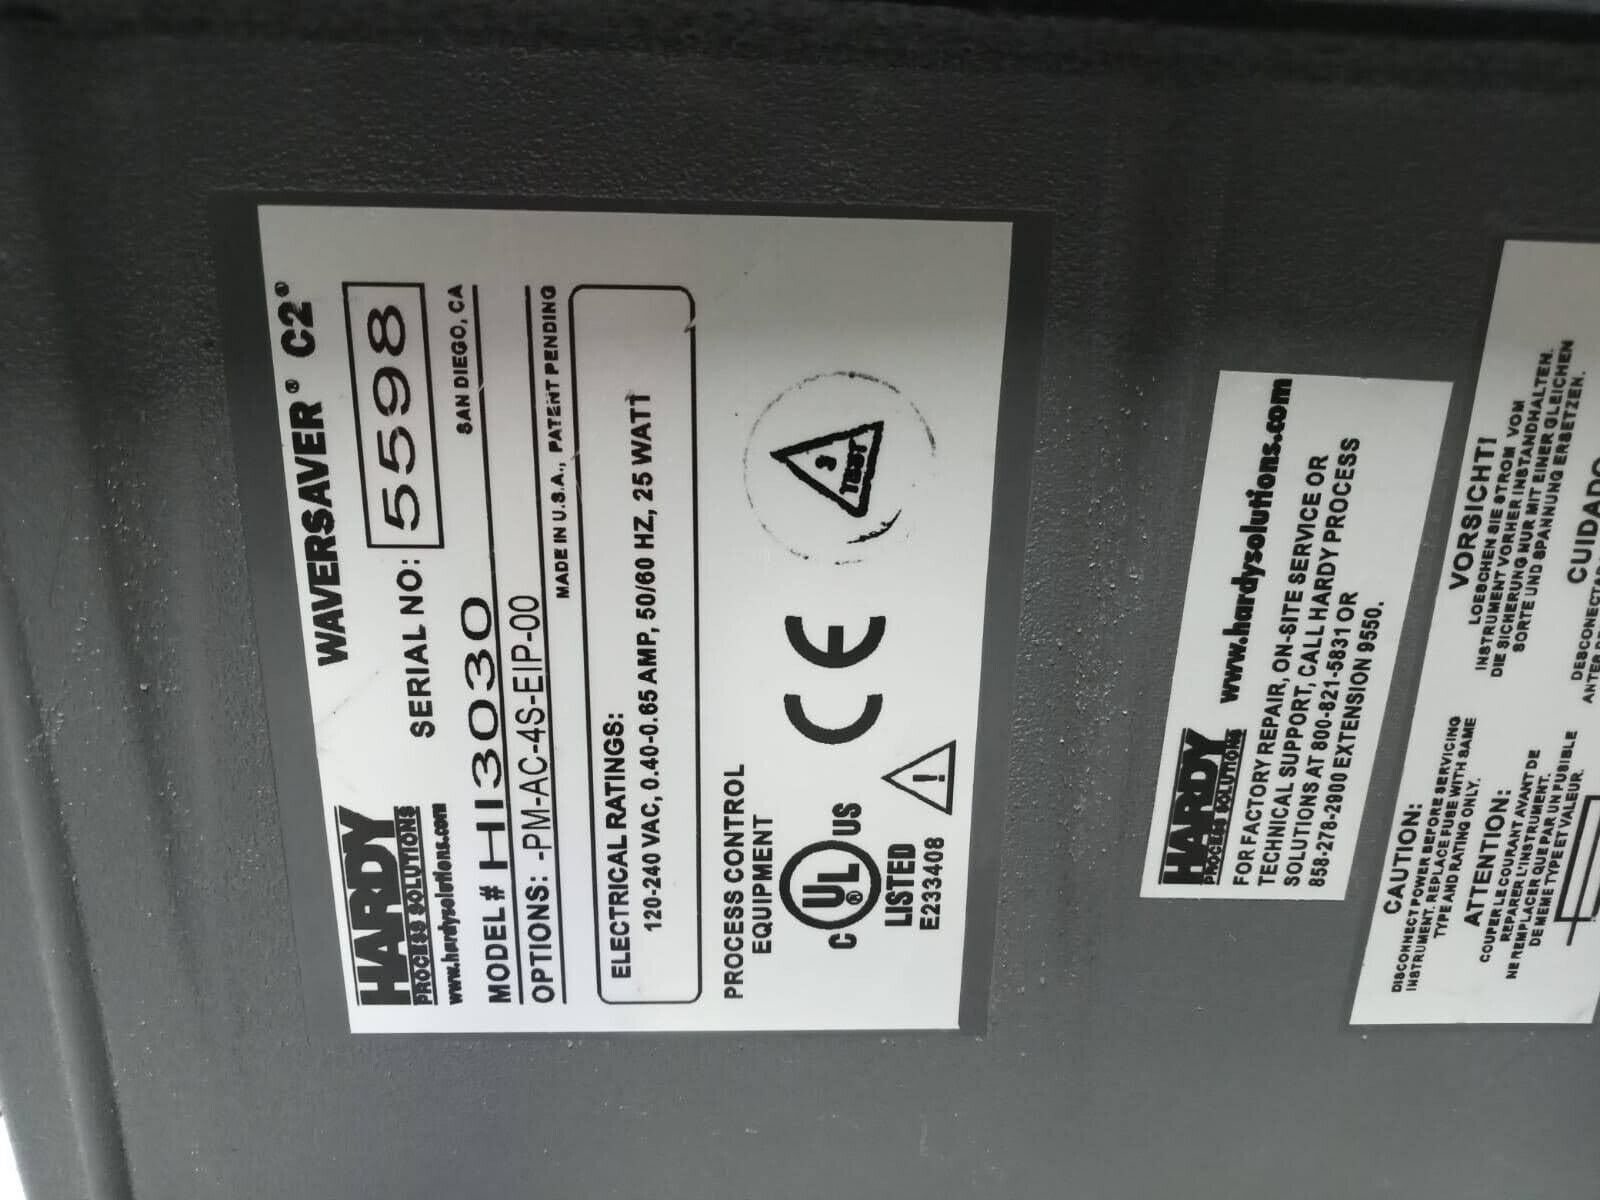 WAVERSAVER® C2®
HARDY
PROCESS SOLUTIONS
www.hardysolutions.com
SERIAL NO: 5598
SAN DIEGO, CA
MODEL # HI3030
OPTIONS: -PM-AC-4S-EIP-00
MADE IN U.S.A., PATENT PENDING
ELECTRICAL RATINGS:
120-240 VAC, 0.40-0.65 AMP, 50/60 HZ, 25 WATT
PROCESS CONTROL
EQUIPMENT
C UL® US
LISTED
E233408
CE
3
TEST
HARDY
PROCESS SOLUTIONS
www.hardysolutions.com
FOR FACTORY REPAIR, ON-SITE SERVICE OR
TECHNICAL SUPPORT, CALL HARDY PROCESS
SOLUTIONS AT 800-821-5831 OR
858-278-2900 EXTENSION 9550.
CAUTION:
DISCONNECT POWER BEFORE SERVICING
INSTRUMENT. REPLACE FUSE WITH SAME
TYPE AND RATING ONLY.
ATTENTION:
COUPER LE COURANT AVANT DE
REPARER L'INSTRUMENT.
NE REMPLACER QUE PAR UN FUSIBLE
DE MEME TYPE ET VALEUR.
VORSICHT!
LOESCHEN SIE STROM VOM
INSTRUMENT VORHER INSTANDHALTEN.
DIE SICHERUNG NUR MIT EINER GLEICHEN
SORTE UND SPANNUNG ERSETZEN.
CUIDADO